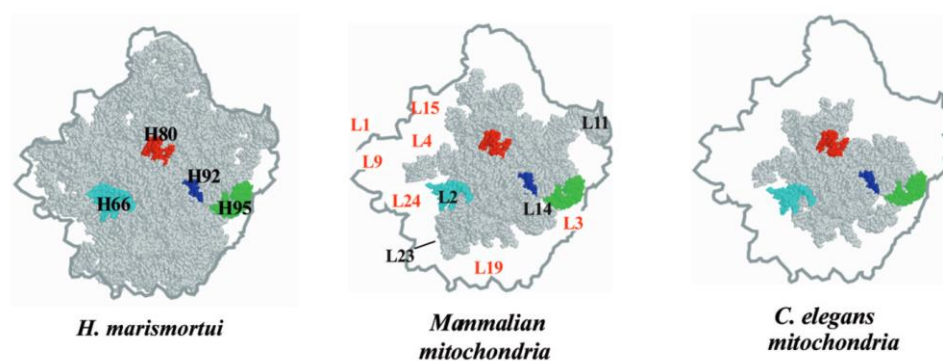 H80
H92
H66
H95
H. marismortui
L1
L15
L11
L4
L9
L24
L2
L14
L3
L23
L19
Mammalian
mitochondria
C. elegans
mitochondria